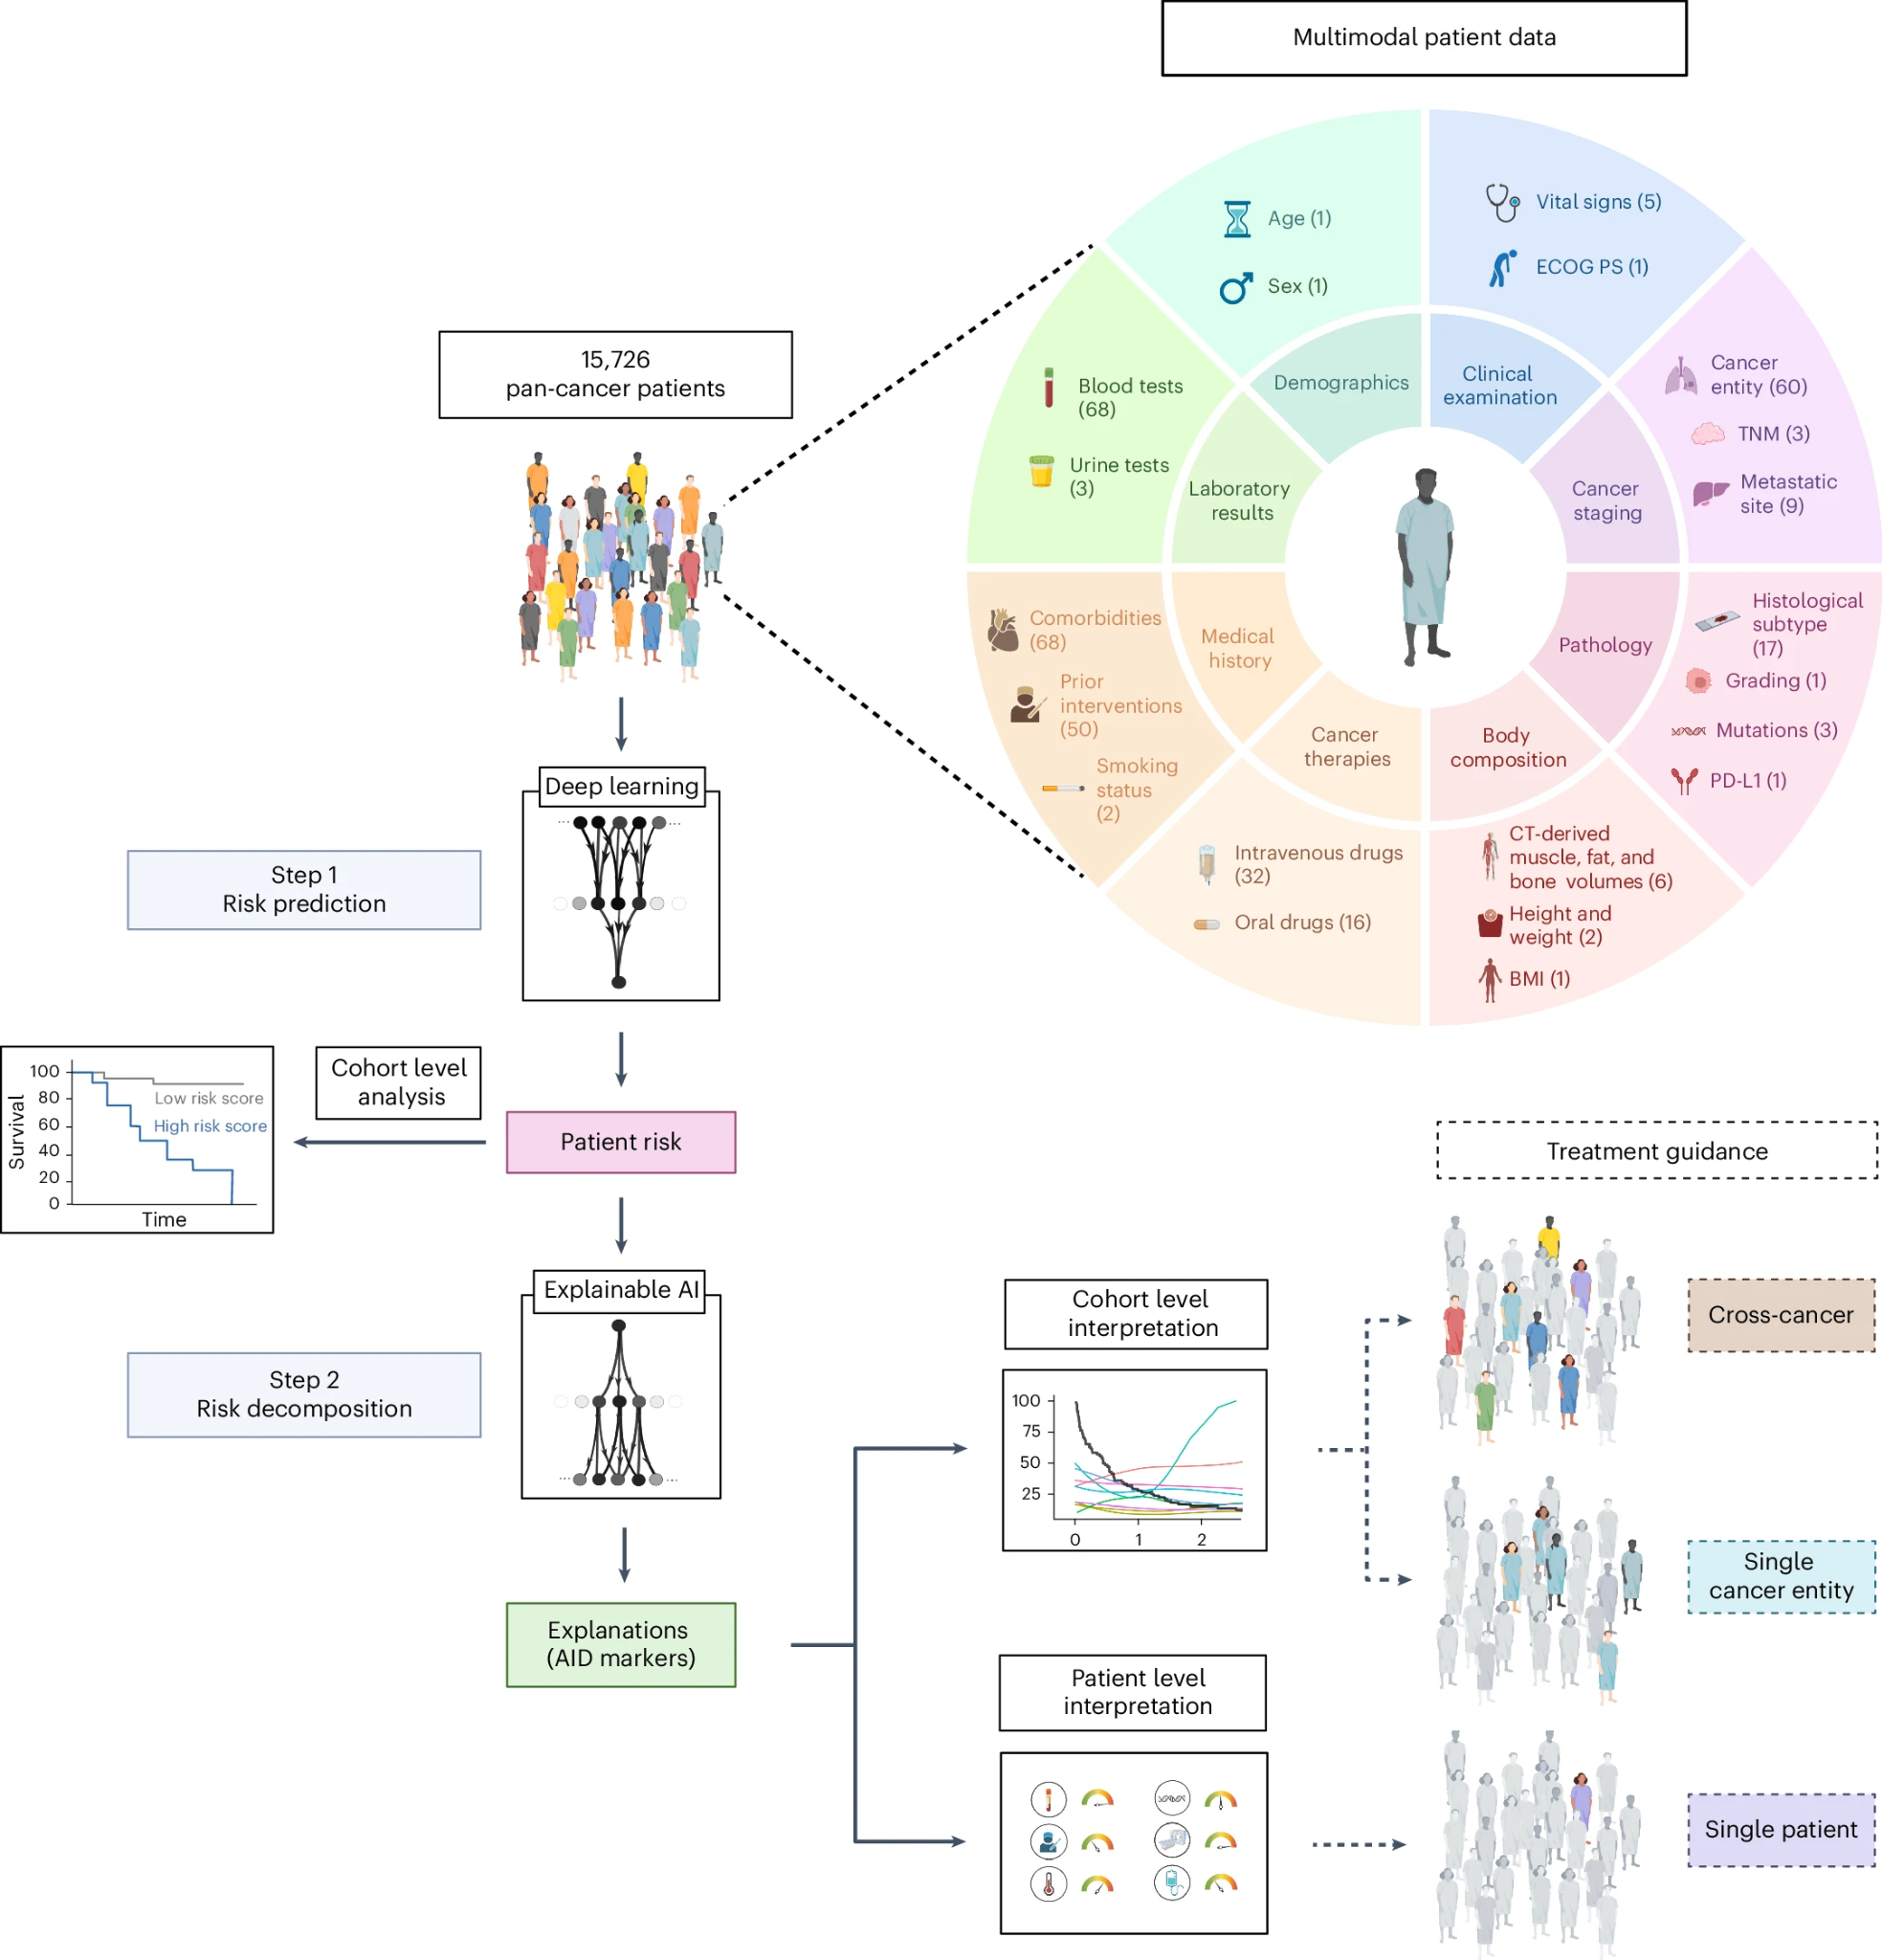 Multimodal patient data
Age (1)
Sex (1)
Vital signs (5)
ECOG PS (1)
Blood tests
(68)
Urine tests
(3)
Demographics
Clinical
examination
Cancer
entity (60)
TNM (3)
Metastatic
site (9)
Laboratory
results
Cancer
staging
Comorbidities
(68)
Prior
interventions
(50)
Smoking
status
(2)
Medical
history
Pathology
Histological
subtype
(17)
Grading (1)
Mutations (3)
PD-L1 (1)
Cancer
therapies
Body
composition
Intravenous drugs
(32)
Oral drugs (16)
CT-derived
muscle, fat, and
bone volumes (6)
Height and
weight (2)
BMI (1)
15,726
pan-cancer patients
Deep learning
Step 1
Risk prediction
Cohort level
analysis
Patient risk
Survival
100
80
60
40
20
0
Low risk score
High risk score
Time
Explainable AI
Step 2
Risk decomposition
Explanations
(AID markers)
Cohort level
interpretation
100
75
50
25
0 1 2
Patient level
interpretation
Treatment guidance
Cross-cancer
Single
cancer entity
Single patient